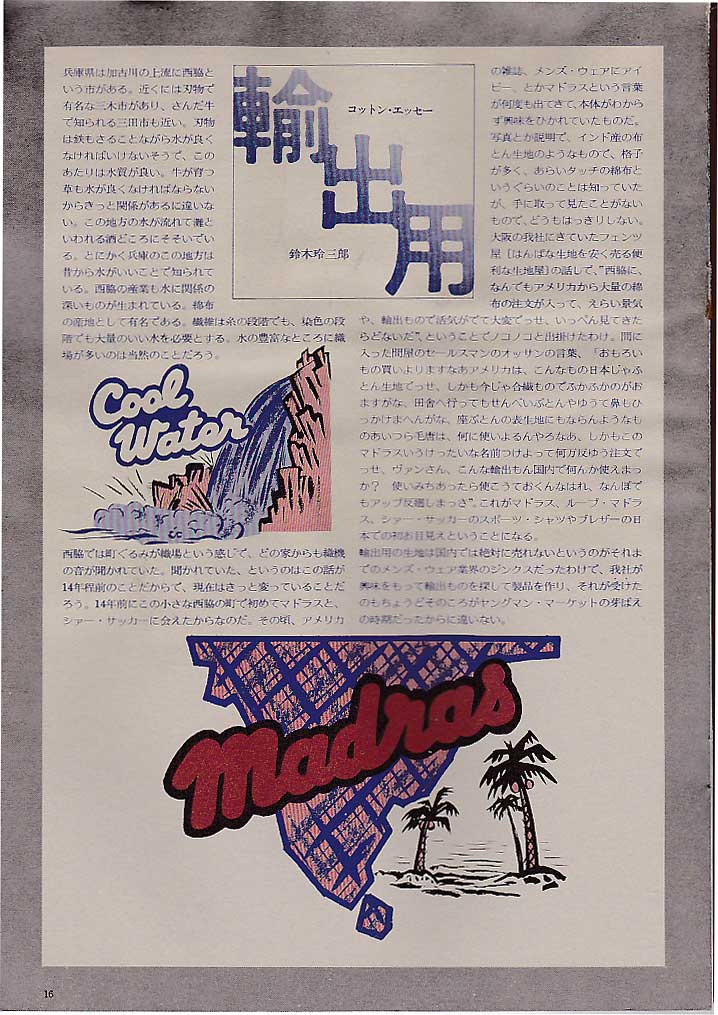 輸出用
コットン・エッセー
鈴木玲三郎
兵庫県は加古川の上流に西脇と
いう市がある。近くには刃物で
有名な三木市があり、さんだ牛
で知られる三田市も近い。刃物
は鉄もさることながら水が良く
なければいけないそうで、この
あたりは水質が良い。牛が育つ
草も水が良くなければならない
からきっと関係があるに違いな
い。この地方の水が流れて灘と
いわれる酒どころにそそいでい
る。とにかく兵庫のこの地方は
昔から水がいいことで知られて
いる。西脇の産業も水に関係の
深いものが生まれている。綿布
の産地として有名である。繊維は糸の段階でも、染色の段
階でも大量のいい水を必要とする。水の豊富なところに織
場が多いのは当然のことだろう。
Cool
Water
西脇では町ぐるみが織場という感じで、どの家からも織機
の音が聞かれていた。聞かれていた、というのはこの話が
14年程前のことだからで、現在はきっと変っていることだ
ろう。14年前にこの小さな西脇の町で初めてマドラスと、
シァー・サッカーに会えたからなのだ。その頃、アメリカ
の雑誌、メンズ・ウェアにアイ
ビー、とかマドラスという言葉
が何度も出てきて、本体がわから
ず興味をひかれていたものだ。
写真とか説明で、インド産の布
とん生地のようなもので、格子
が多く、あらいタッチの綿布と
いうぐらいのことは知っていた
が、手に取って見たことがない
もので、どうもはっきりしない。
大阪の我社にきていたフェンツ
屋〔はんぱな生地を安く売る便
利な生地屋〕の話しで、"西脇に、
なんでもアメリカから大量の綿
布の注文が入って、えらい景気
や、輸出もので活気がでて大変でっせ、いっぺん見てきた
らどないだ"、ということでノコノコと出掛けたわけ。間に
入った問屋のセールスマンのオッサンの言葉、「おもろい
もの買いよりますなあアメリカは、こんなもの日本じゃふ
とん生地でっせ、しかも今じゃ合繊ものでふかふかのがお
ますがな、田舎へ行ってもせんべいぶとんやゆうて鼻もひ
っかけまへんがな、座ぶとんの表生地にもならんようなも
のあいつら毛唐は、何に使いよるんやろなあ、しかもこの
マドラスいうけったいな名前つけよって何万反ゆう注文で
っせ、ヴァンさん、こんな輸出もん国内で何んか使えまっ
か？　使いみちあったら使こうておくんなはれ、なんぼで
もアップ反廻しまっさ"。これがマドラス、ループ・マドラ
ス、シァー・サッカーのスポーツ・シャツやブレザーの日
本での初お目見えということになる。
輸出用の生地は国内では絶対に売れないというのがそれま
でのメンズ・ウェア業界のジンクスだったわけで、我社が
興味をもって輸出ものを探して製品を作り、それが受けた
のもちょうどそのころがヤングマン・マーケットの芽ばえ
の時期だったからに違いない。
Madras
16